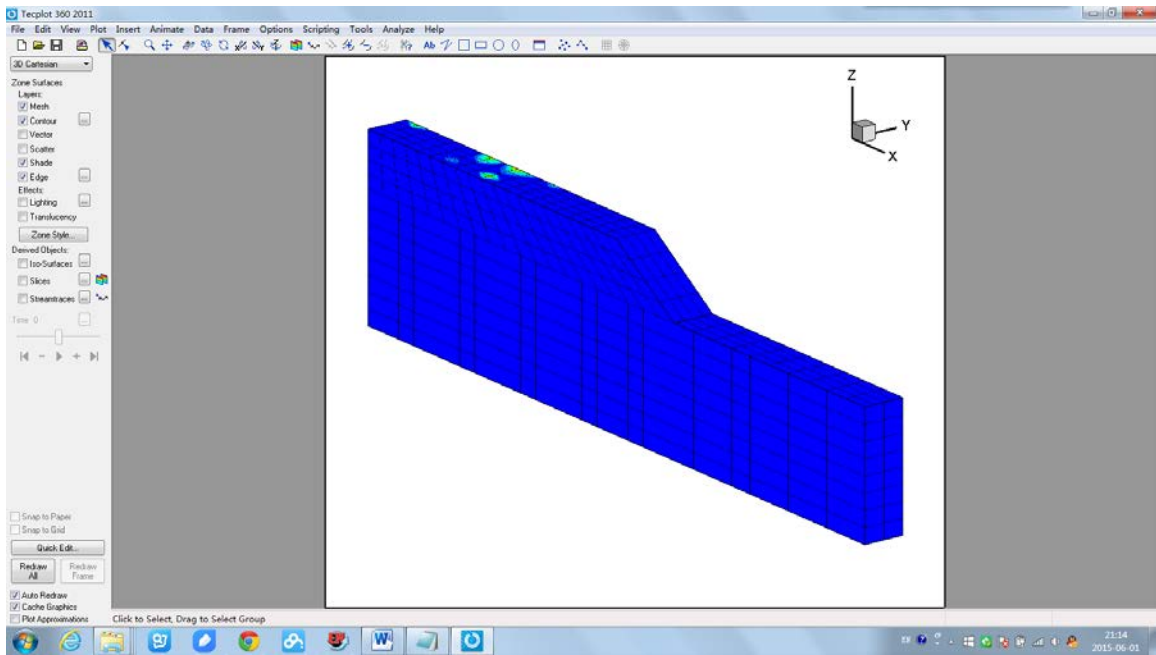 Tecplot 360 2011
File Edit View Plot Insert Animate Data Frame Options Scripting Tools Analyze Help
3D Cartesian
Zone Surfaces
Layers:
Mesh
Contour
Vector
Scatter
Shade
Edge
Effects:
Lighting
Translucency
Zone Style...
Derived Objects:
Iso-Surfaces
Slices
Streamtraces
Time 0
Z
Y
X
Snap to Paper
Snap to Grid
Quick Edit...
Redraw All
Redraw Frame
Auto Redraw
Cache Graphics
Plot Approximations
Click to Select, Drag to Select Group
21:14
2015-06-01